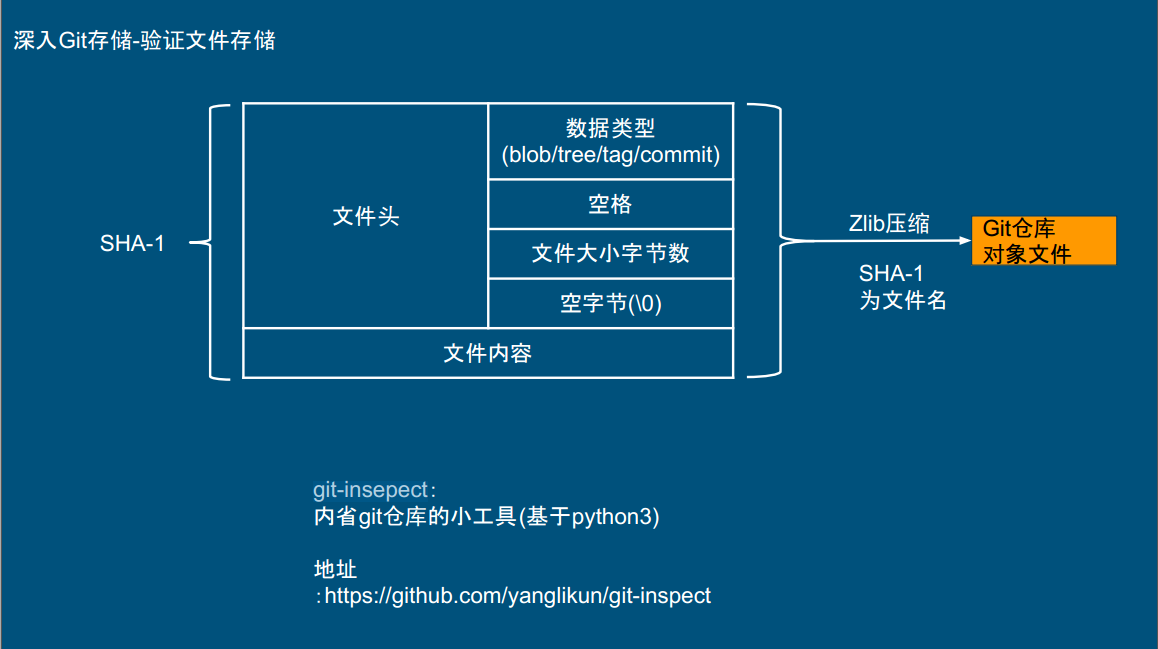 深入Git存储-验证文件存储
SHA-1
文件头
数据类型
(blob/tree/tag/commit)
空格
文件大小字节数
空字节(\0)
文件内容
Zlib压缩
SHA-1
为文件名
Git仓库
对象文件
git-insepect:
内省git仓库的小工具(基于python3)
地址
:https://github.com/yanglikun/git-inspect